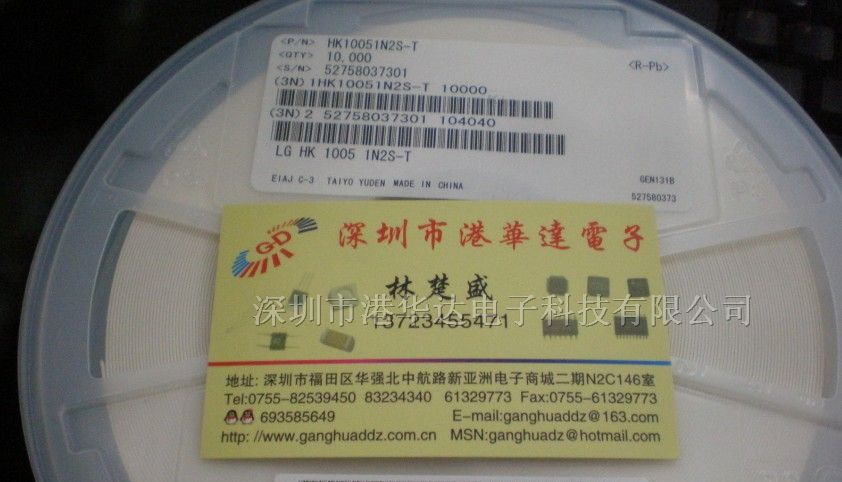 <P/N> HK10051N2S-T
<QTY> 10,000
<S/N> 52758037301
<R-Pb>
(3N) 1HK10051N2S-T 10000
(3N) 2 52758037301 104040
LG HK 1005 1N2S-T
EIAJ C-3 TAIYO YUDEN MADE IN CHINA
GEN131B
527580373
GD
深圳市港華達電子
林楚盛
深圳市港华达电子科技有限公司
13723455471
地址: 深圳市福田区华强北中航路新亚洲电子商城二期N2C146室
Tel:0755-82539450 83234340 61329773 Fax:0755-61329773
693585649 E-mail:ganghuaddz@163.com
http: //www.ganghuaddz.com.cn MSN:ganghuadz@hotmail.com